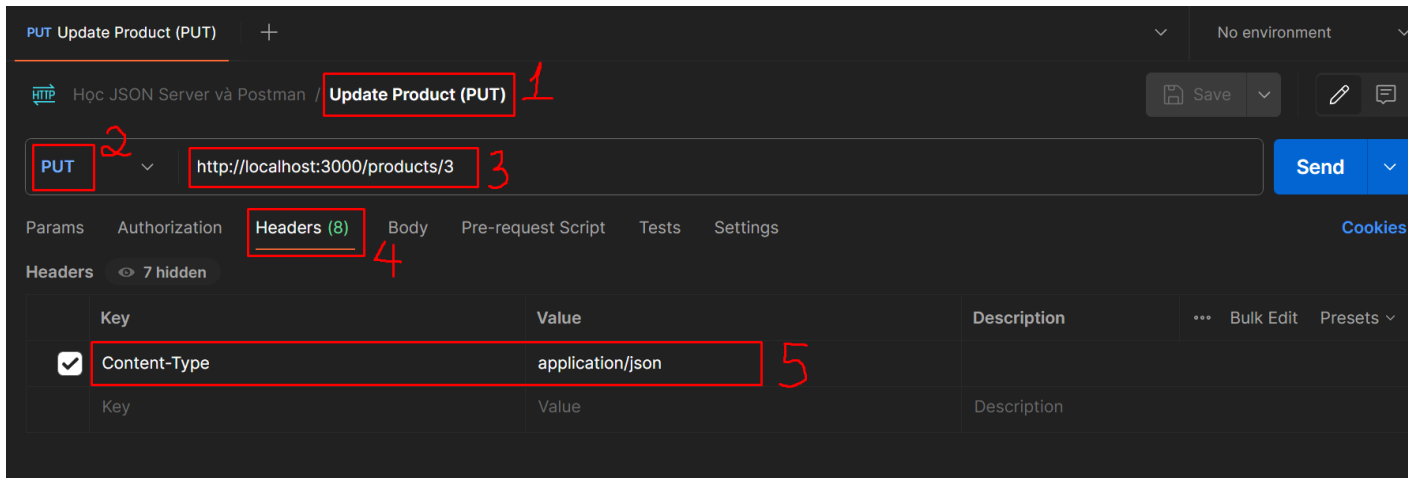 PUT Update Product (PUT) No environment
HTTP Học JSON Server và Postman / Update Product (PUT) 1 Save
2
PUT http://localhost:3000/products/3 3 Send
Params Authorization Headers (8) Body Pre-request Script Tests Settings Cookies
4
Headers 7 hidden
Key Value Description Bulk Edit Presets
Content-Type application/json 5
Key Value Description